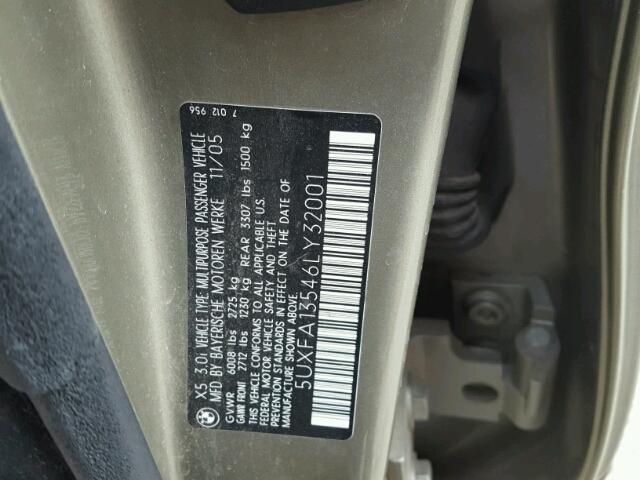 7 012 956
X5 3.0i VEHICLE TYPE MULTIPURPOSE PASSENGER VEHICLE
MFD BY BAYERISCHE MOTOREN WERKE 11/05
GVWR 6008 lbs 2725 kg
GAWR FRONT 2712 lbs 1230 kg REAR 3307 lbs 1500 kg
THIS VEHICLE CONFORMS TO ALL APPLICABLE U.S.
FEDERAL MOTOR VEHICLE SAFETY AND THEFT
PREVENTION STANDARDS IN EFFECT ON THE DATE OF
MANUFACTURE SHOWN ABOVE.
5UXFA13546LY32001